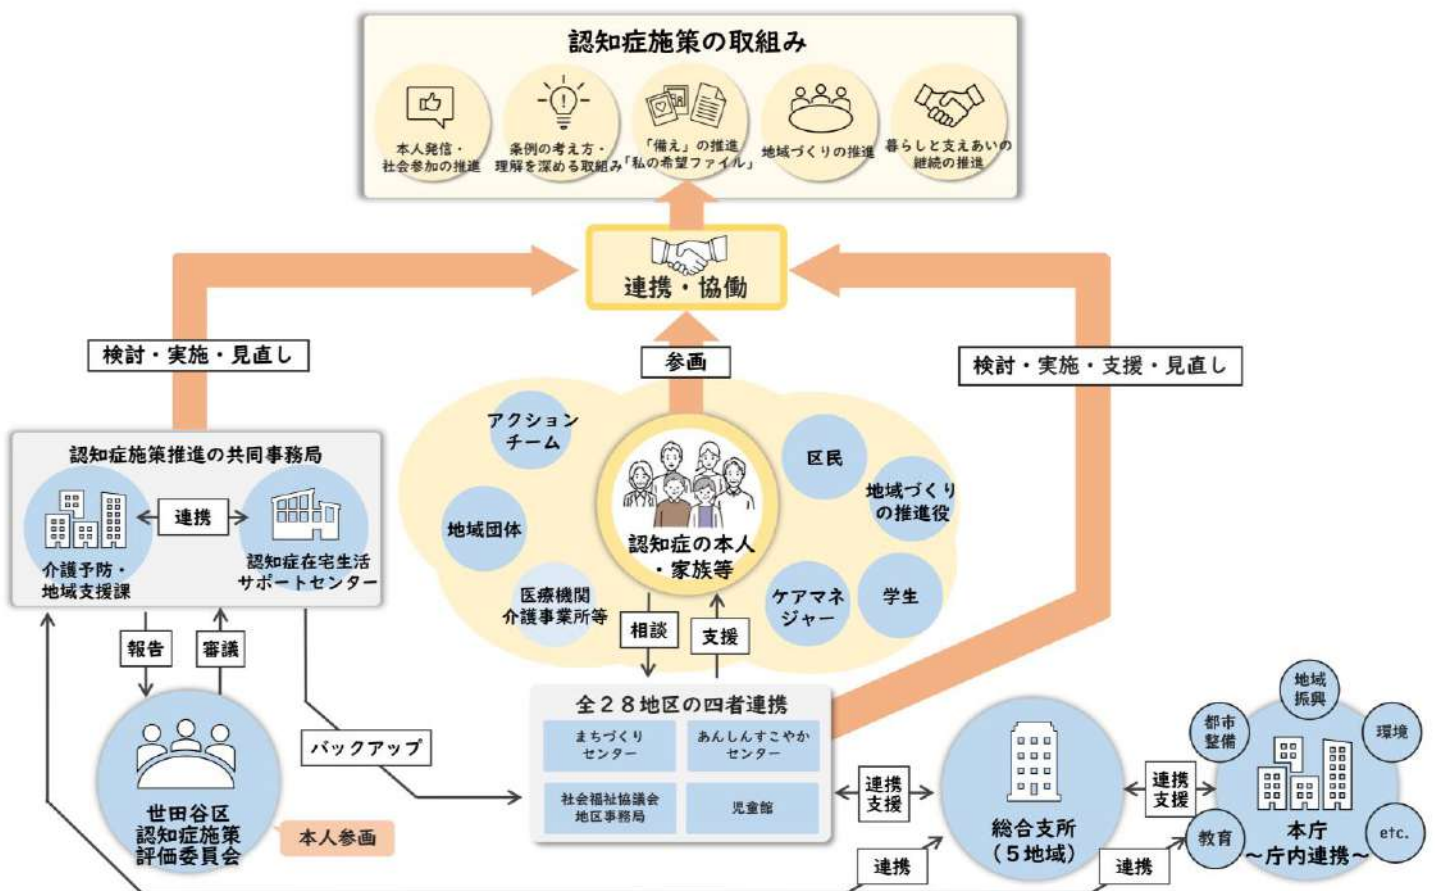 認知症施策の取組み
本人発信・
社会参加の推進
条例の考え方・
理解を深める取組み
「備え」の推進
「私の希望ファイル」
地域づくりの推進
暮らしと支えあいの
継続の推進
連携・協働
検討・実施・見直し
参画
検討・実施・支援・見直し
認知症施策推進の共同事務局
連携
介護予防・
地域支援課
認知症在宅生活
サポートセンター
アクション
チーム
地域団体
医療機関
介護事業所等
認知症の本人
・家族等
区民
地域づくり
の推進役
ケアマネ
ジャー
学生
報告
審議
相談
支援
バックアップ
世田谷区
認知症施策
評価委員会
本人参画
全28地区の四者連携
まちづくり
センター
あんしんすこやか
センター
社会福祉協議会
地区事務局
児童館
連携
支援
総合支所
(5地域)
連携
支援
地域
振興
都市
整備
環境
教育
etc.
本庁
~庁内連携~
連携
連携